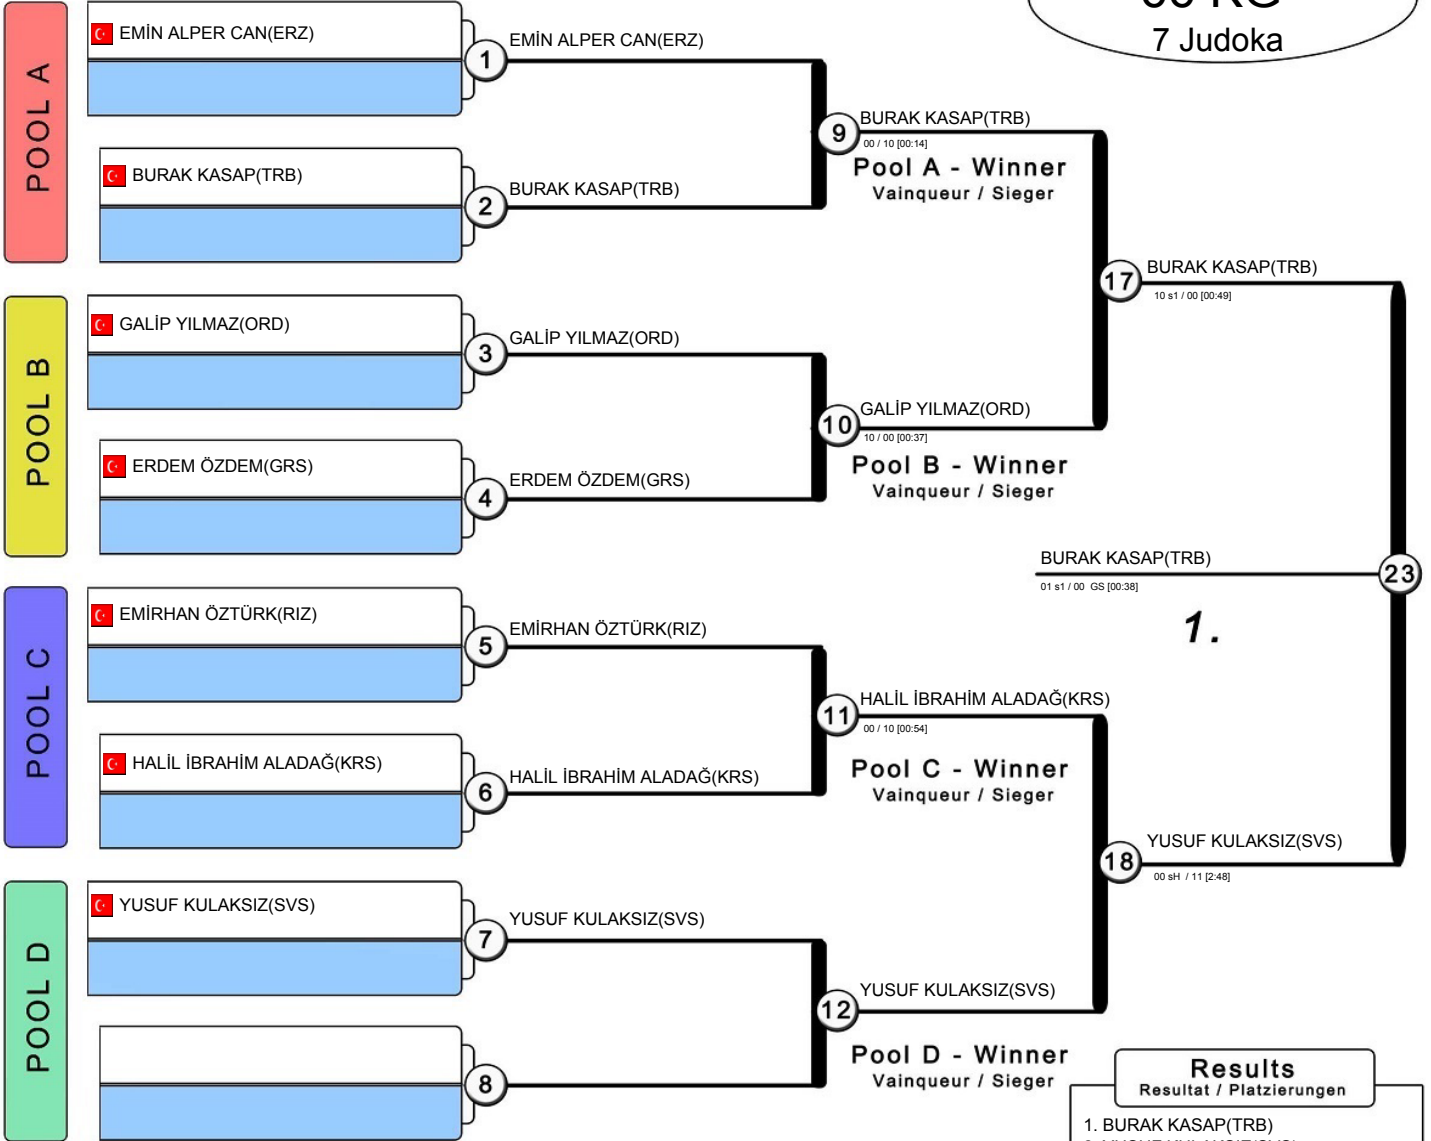 7 Judoka
POOL A
EMİN ALPER CAN(ERZ)
1
EMİN ALPER CAN(ERZ)
BURAK KASAP(TRB)
2
BURAK KASAP(TRB)
9
BURAK KASAP(TRB)
00 / 10 [00:14]
Pool A - Winner
Vainqueur / Sieger
POOL B
GALİP YILMAZ(ORD)
3
GALİP YILMAZ(ORD)
ERDEM ÖZDEM(GRS)
4
ERDEM ÖZDEM(GRS)
10
GALİP YILMAZ(ORD)
10 / 00 [00:37]
Pool B - Winner
Vainqueur / Sieger
17
BURAK KASAP(TRB)
10 s1 / 00 [00:49]
POOL C
EMİRHAN ÖZTÜRK(RIZ)
5
EMİRHAN ÖZTÜRK(RIZ)
HALİL İBRAHİM ALADAĞ(KRS)
6
HALİL İBRAHİM ALADAĞ(KRS)
11
HALİL İBRAHİM ALADAĞ(KRS)
00 / 10 [00:54]
Pool C - Winner
Vainqueur / Sieger
POOL D
YUSUF KULAKSIZ(SVS)
7
YUSUF KULAKSIZ(SVS)
8
12
YUSUF KULAKSIZ(SVS)
Pool D - Winner
Vainqueur / Sieger
18
YUSUF KULAKSIZ(SVS)
00 sH / 11 [2:48]
BURAK KASAP(TRB)
23
01 s1 / 00 GS [00:38]
1.
Results
Resultat / Platzierungen
1. BURAK KASAP(TRB)